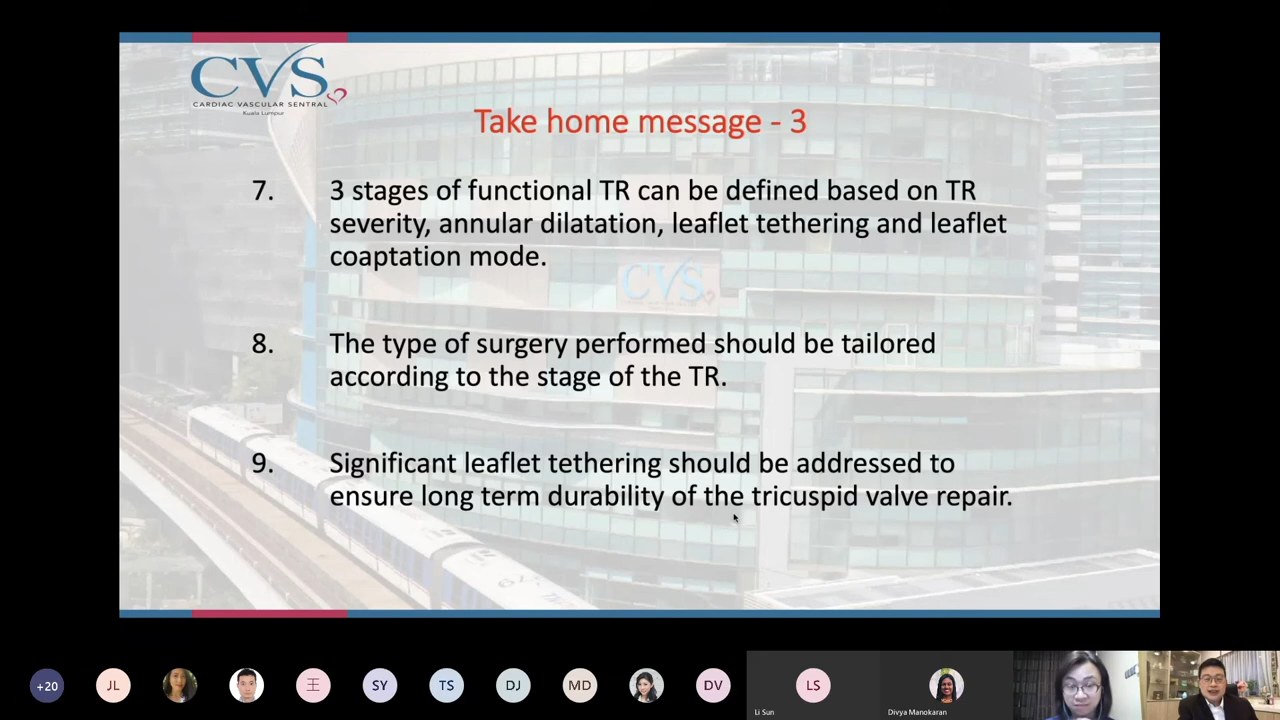 CVS
CARDIAC VASCULAR SENTRAL
Kuala Lumpur
Take home message - 3
7. 3 stages of functional TR can be defined based on TR
severity, annular dilatation, leaflet tethering and leaflet
coaptation mode.
CVS
8. The type of surgery performed should be tailored
according to the stage of the TR.
9. Significant leaflet tethering should be addressed to
ensure long term durability of the tricuspid valve repair.
+20
JL
王
SY
TS
DJ
MD
DV
LS
Li Sun
Divya Manokaran